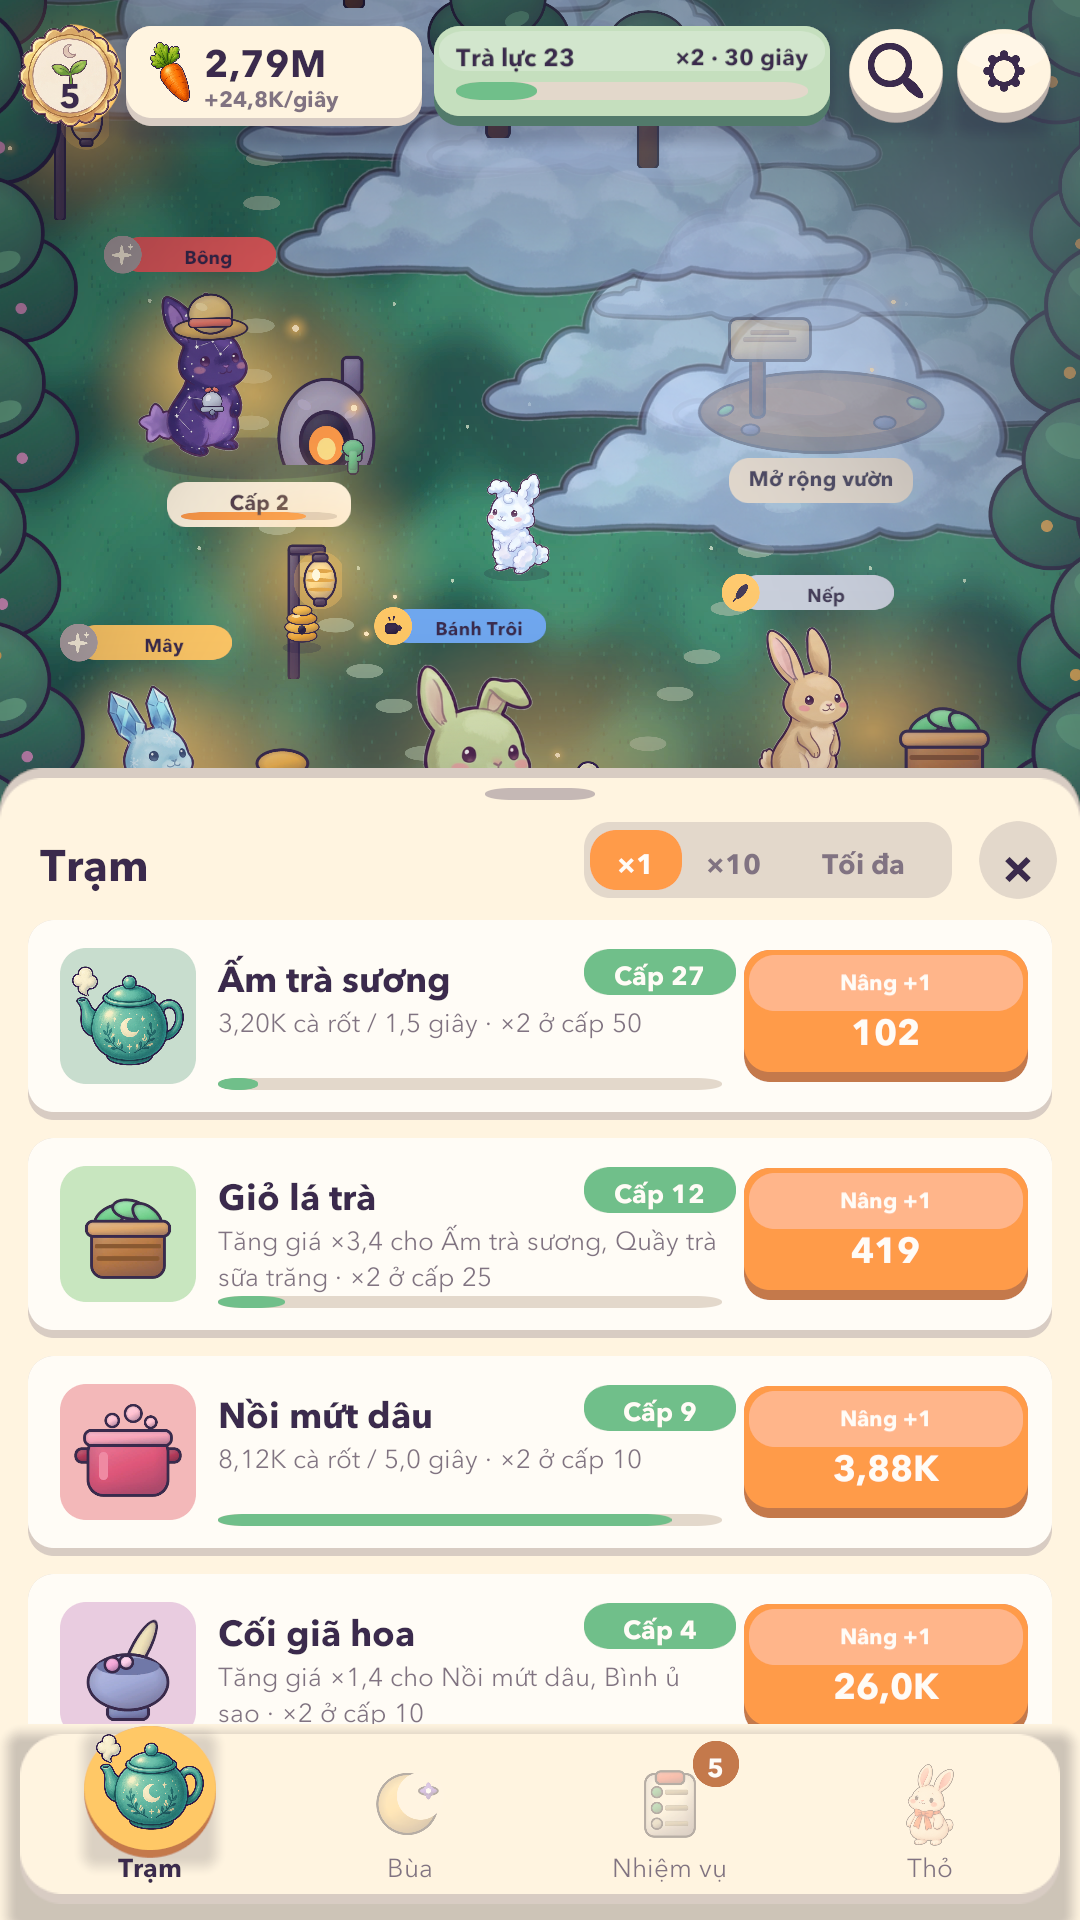 5
2,79M
+24,8K/giây
Trà lực 23
×2 · 30 giây
Bông
Cấp 2
Mở rộng vườn
Nếp
Bánh Trôi
Mây
Trạm
×1
×10
Tối đa
×
Ấm trà sương
Cấp 27
3,20K cà rốt / 1,5 giây · ×2 ở cấp 50
Nâng +1
102
Giỏ lá trà
Cấp 12
Tăng giá ×3,4 cho Ấm trà sương, Quầy trà
sữa trăng · ×2 ở cấp 25
Nâng +1
419
Nồi mứt dâu
Cấp 9
8,12K cà rốt / 5,0 giây · ×2 ở cấp 10
Nâng +1
3,88K
Cối giã hoa
Cấp 4
Tăng giá ×1,4 cho Nồi mứt dâu, Bình ủ
sao · ×2 ở cấp 10
Nâng +1
26,0K
Trạm
Bùa
5
Nhiệm vụ
Thỏ